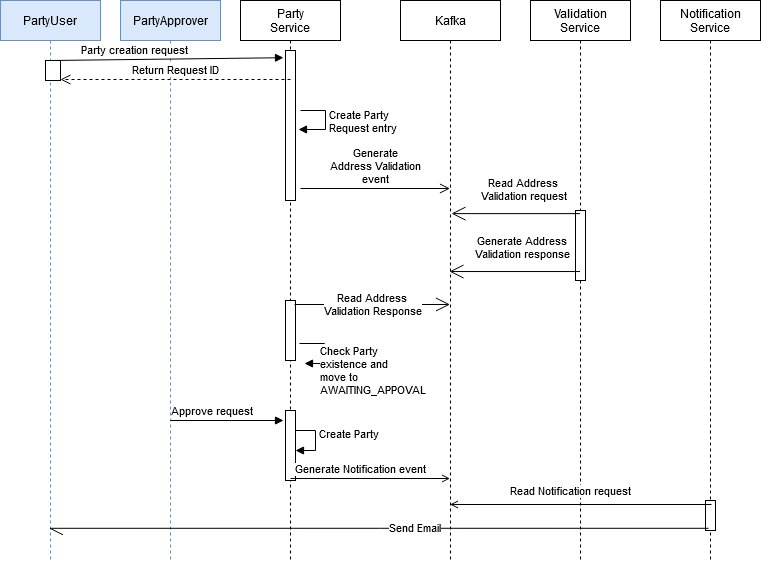 PartyUser
PartyApprover
Party
Service
Kafka
Validation
Service
Notification
Service
Party creation request
Return Request ID
Create Party
Request entry
Generate
Address Validation
event
Read Address
Validation request
Generate Address
Validation response
Read Address
Validation Response
Check Party
existence and
move to
AWAITING_APPOVAL
Approve request
Create Party
Generate Notification event
Read Notification request
Send Email